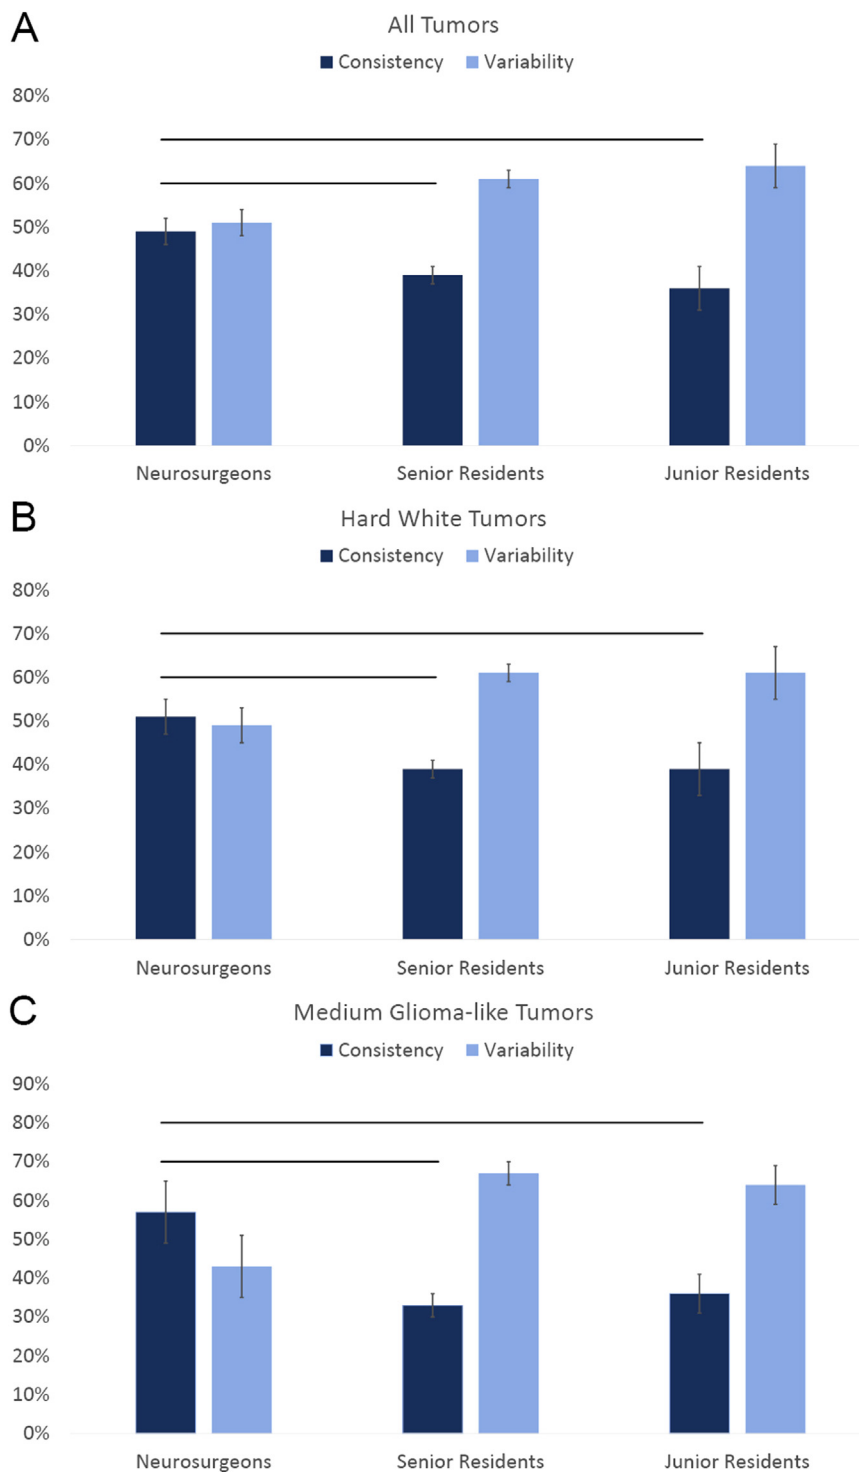 A
All Tumors
Consistency Variability
80%
70%
60%
50%
40%
30%
20%
10%
0%
Neurosurgeons Senior Residents Junior Residents
B
Hard White Tumors
Consistency Variability
80%
70%
60%
50%
40%
30%
20%
10%
0%
Neurosurgeons Senior Residents Junior Residents
C
Medium Glioma-like Tumors
Consistency Variability
90%
80%
70%
60%
50%
40%
30%
20%
10%
0%
Neurosurgeons Senior Residents Junior Residents